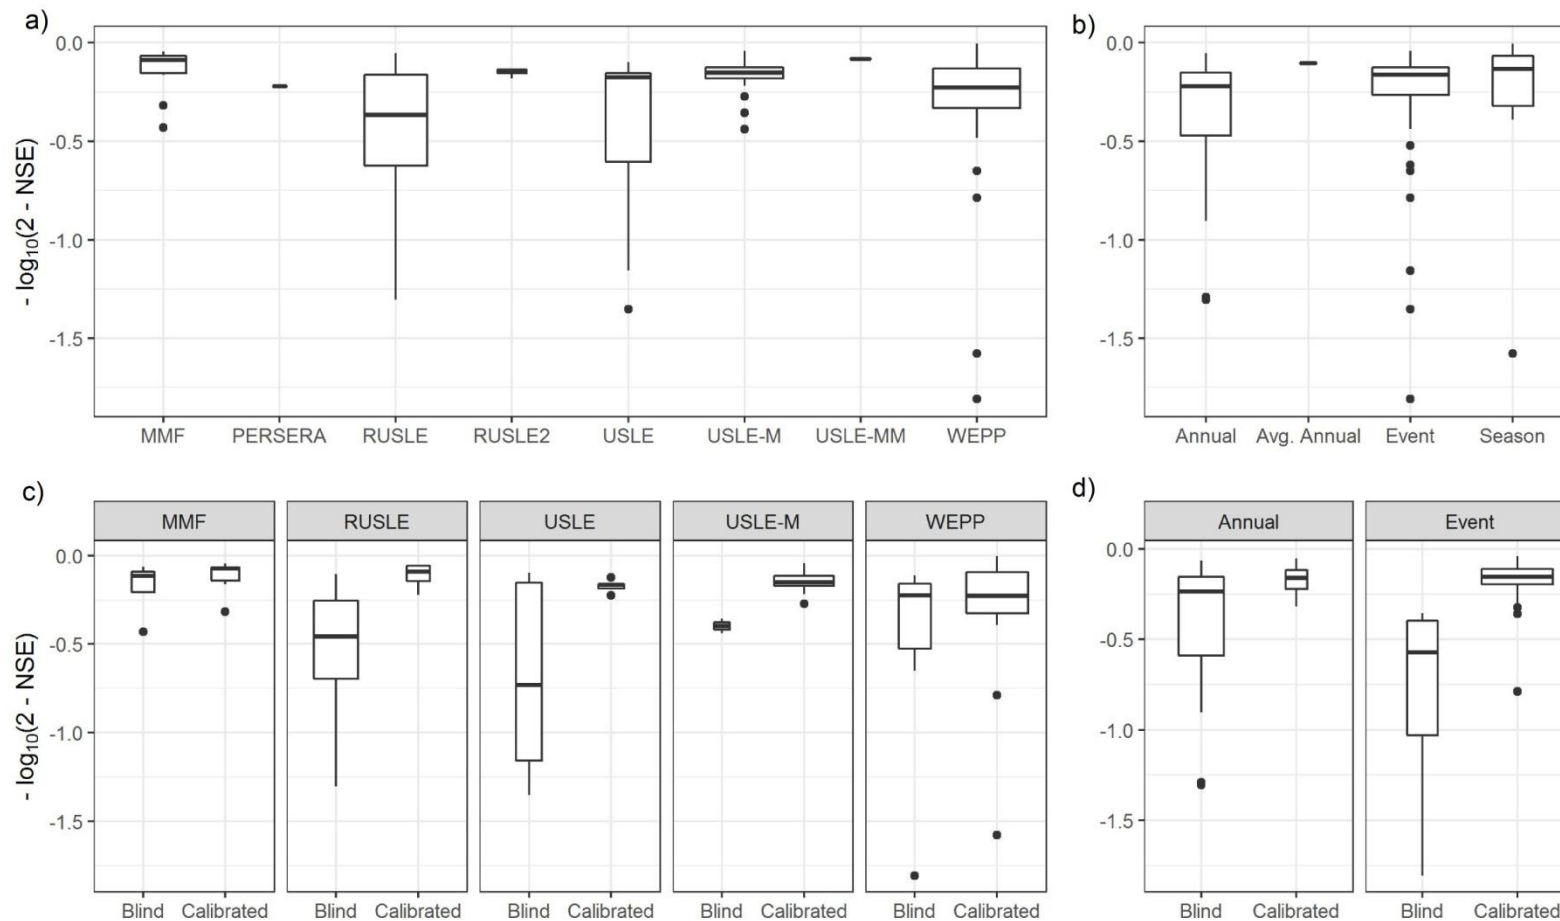 a)
- log10(2 - NSE)
0.0
-0.5
-1.0
-1.5
MMF PERSERA RUSLE RUSLE2 USLE USLE-M USLE-MM WEPP
b)
0.0
-0.5
-1.0
-1.5
Annual Avg. Annual Event Season
c)
- log10(2 - NSE)
MMF RUSLE USLE USLE-M WEPP
0.0
-0.5
-1.0
-1.5
Blind Calibrated Blind Calibrated Blind Calibrated Blind Calibrated Blind Calibrated
d)
Annual Event
0.0
-0.5
-1.0
-1.5
Blind Calibrated Blind Calibrated